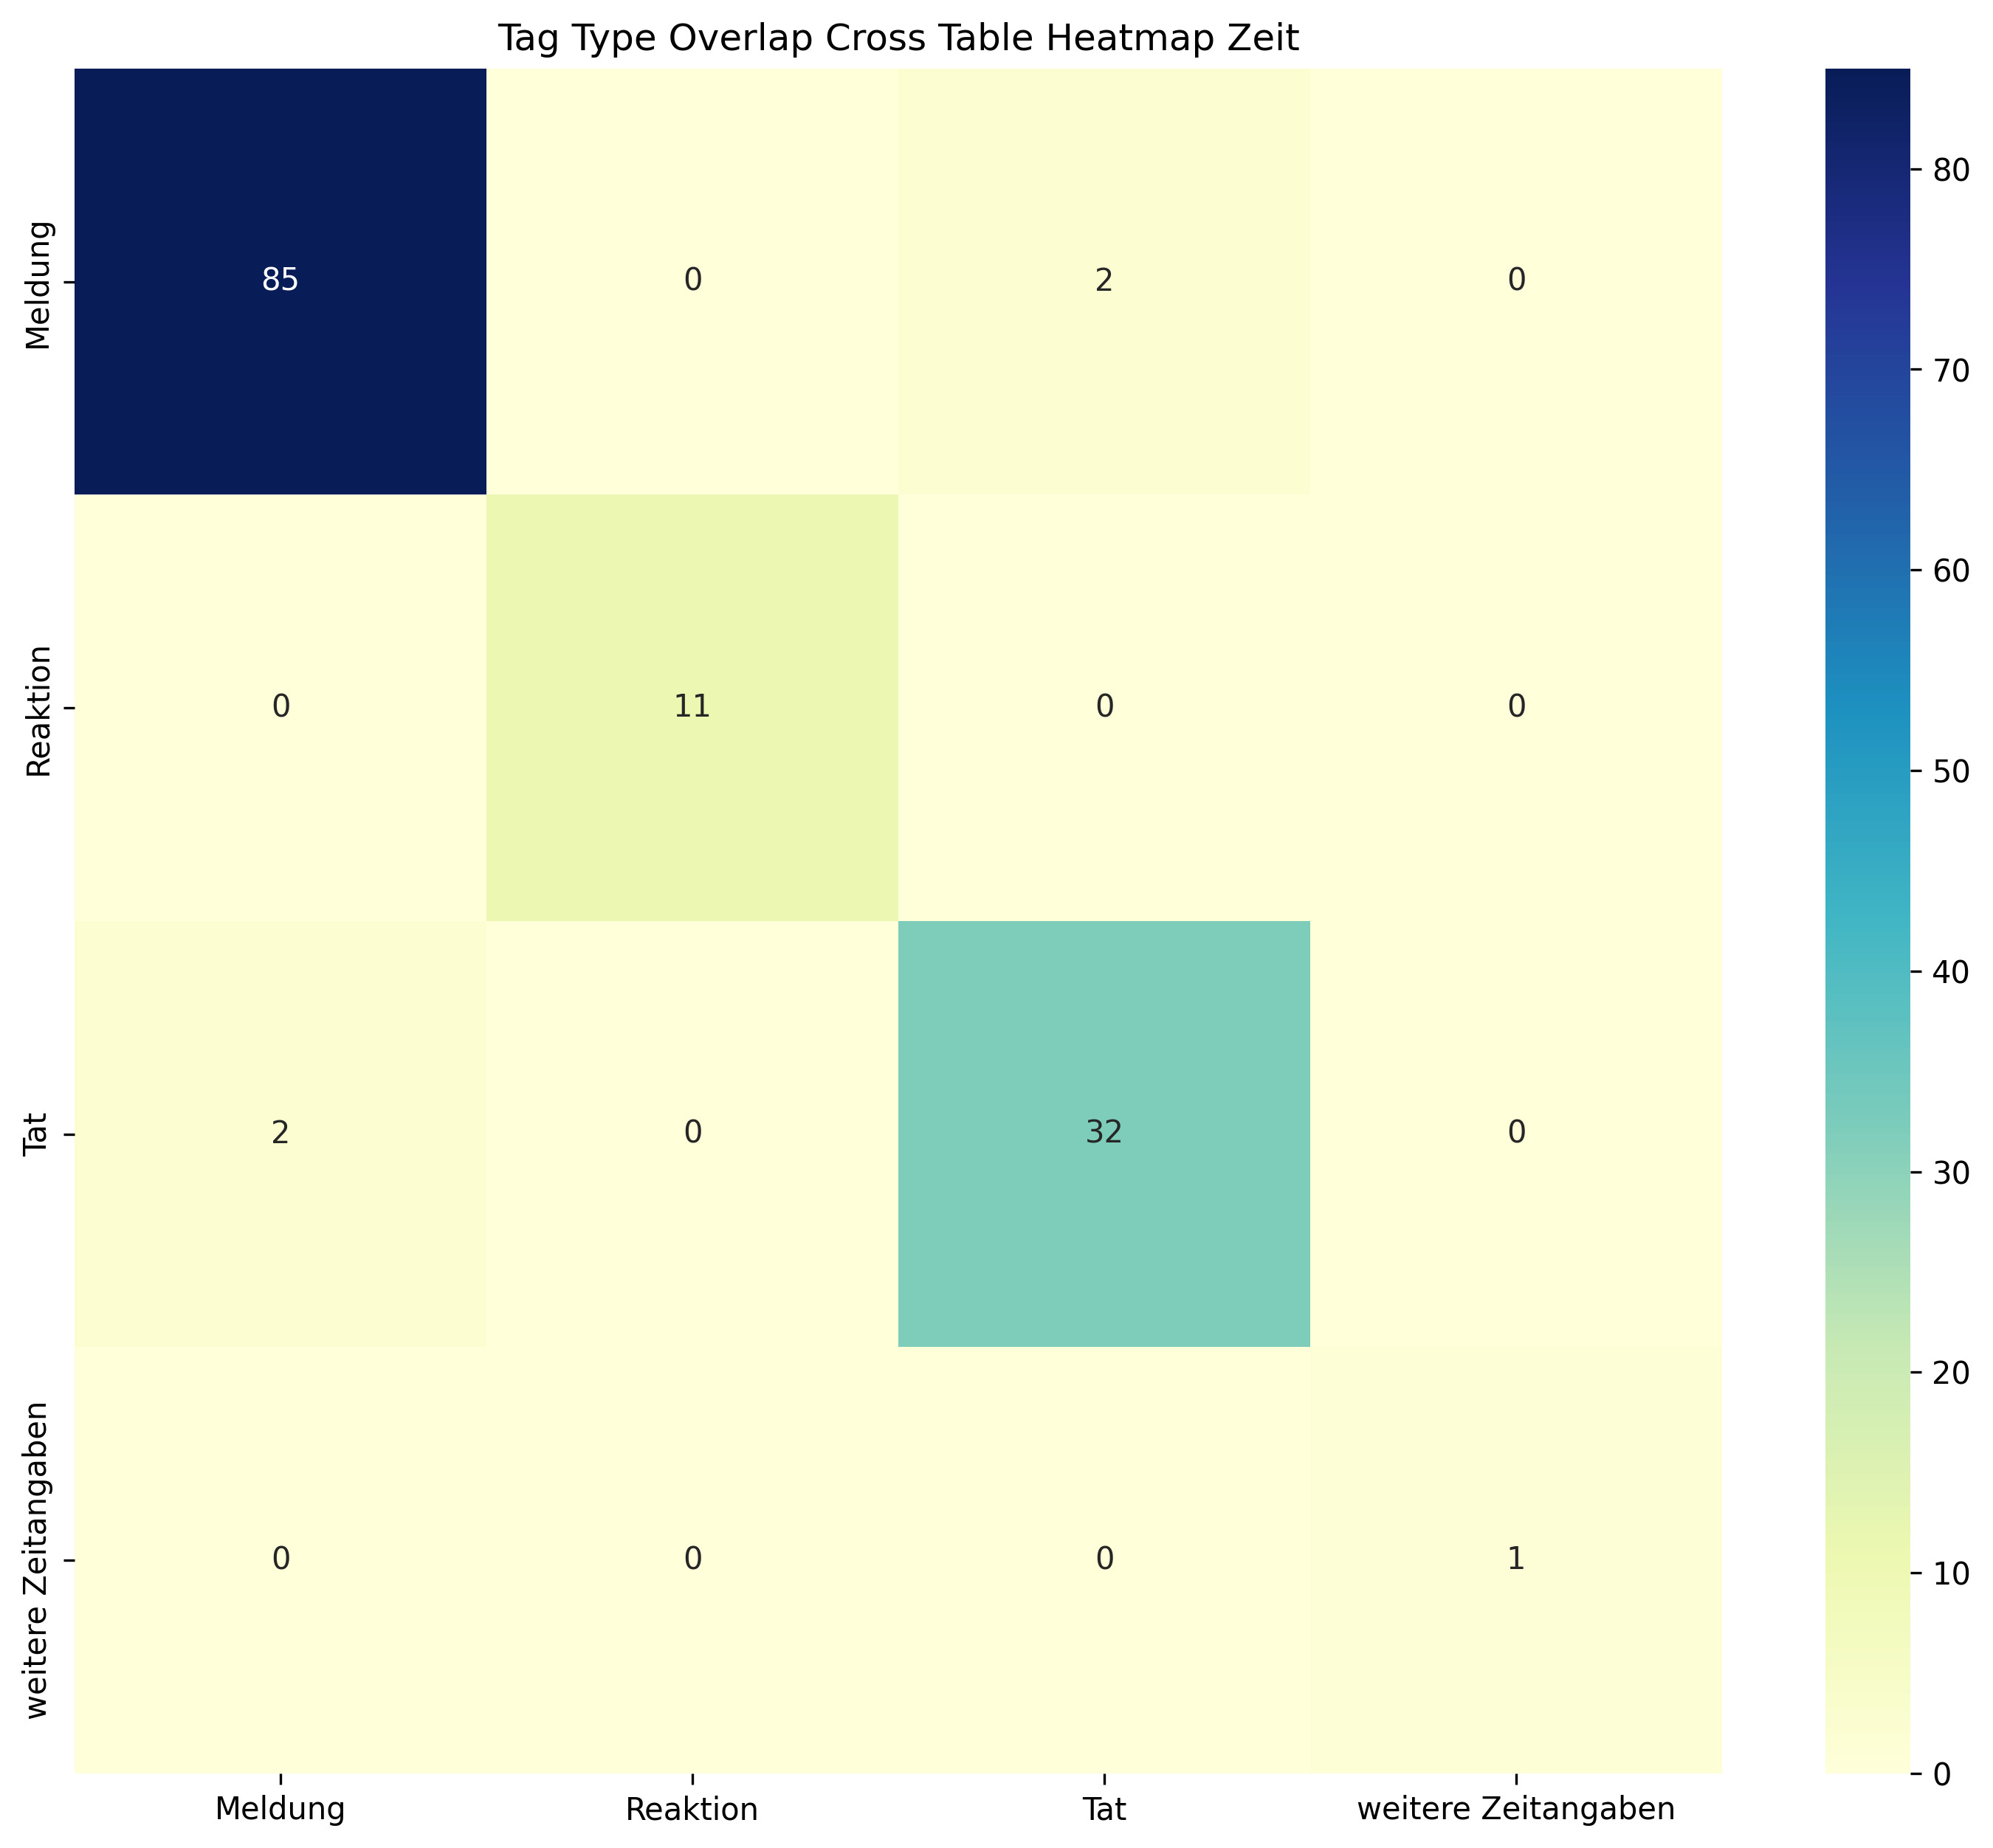 Tag Type Overlap Cross Table Heatmap Zeit
Meldung 85 0 2 0
Reaktion 0 11 0 0
Tat 2 0 32 0
weitere Zeitangaben 0 0 0 1
Meldung Reaktion Tat weitere Zeitangaben
80
70
60
50
40
30
20
10
0